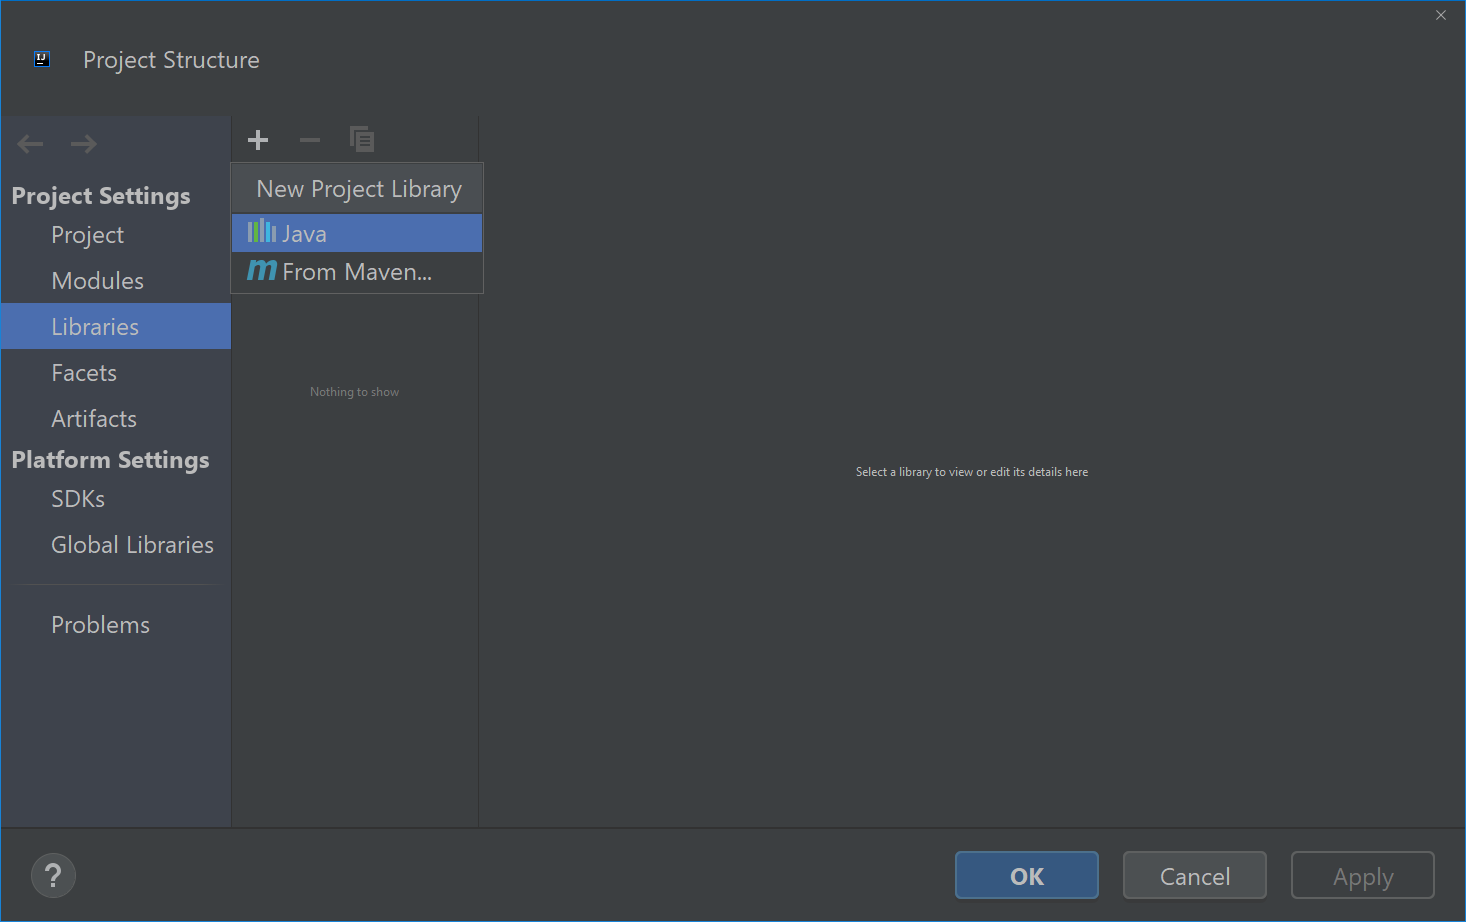 IJ
Project Structure
Project Settings
Project
Modules
Libraries
Facets
Artifacts
Platform Settings
SDKs
Global Libraries
Problems
New Project Library
Java
m From Maven...
Nothing to show
Select a library to view or edit its details here
?
OK
Cancel
Apply